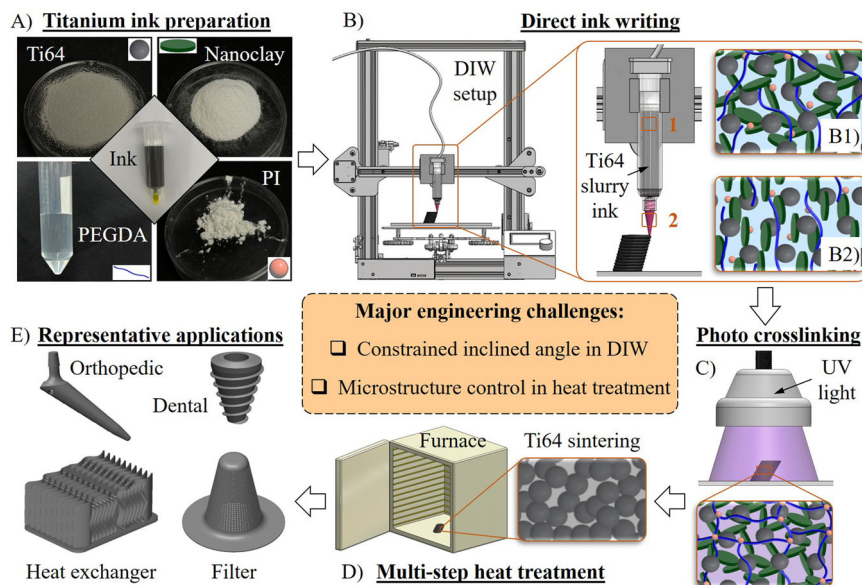 A) Titanium ink preparation
Ti64
Nanoclay
Ink
PEGDA
PI
B)
Direct ink writing
DIW
setup
Ti64
slurry
ink
1
2
B1)
B2)
Major engineering challenges:
❑ Constrained inclined angle in DIW
❑ Microstructure control in heat treatment
Photo crosslinking
C)
UV
light
E) Representative applications
Orthopedic
Dental
Heat exchanger
Filter
Furnace
Ti64 sintering
D) Multi-step heat treatment